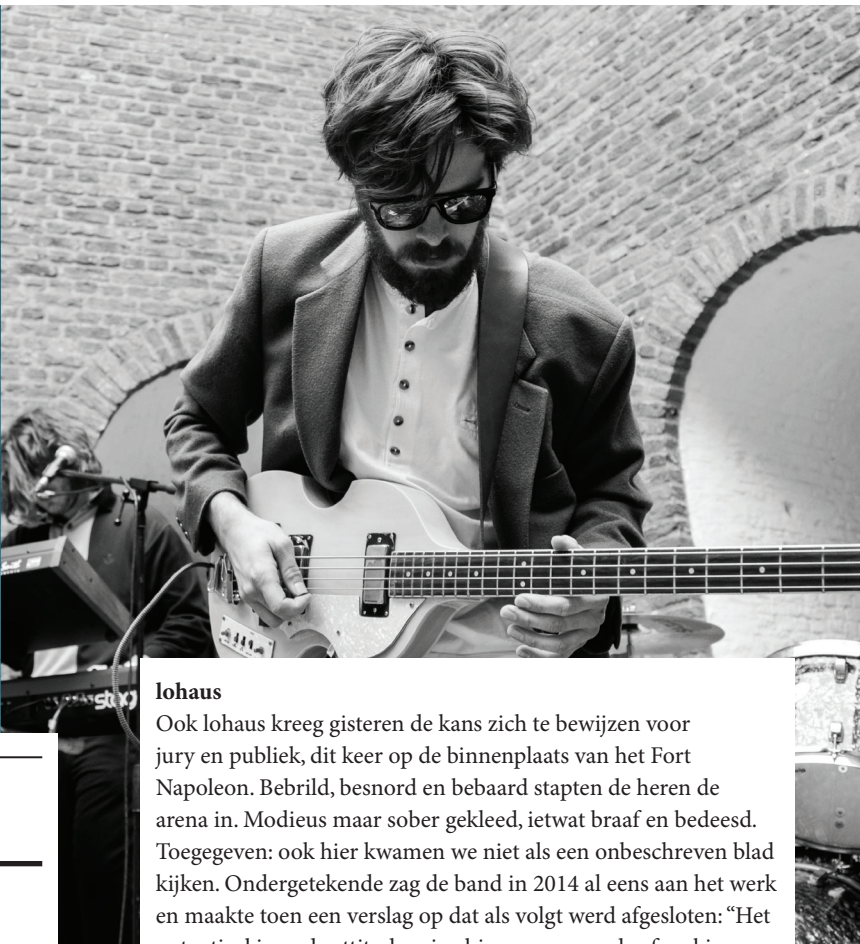 stagg
lohaus
Ook lohaus kreeg gisteren de kans zich te bewijzen voor
jury en publiek, dit keer op de binnenplaats van het Fort
Napoleon. Bebrild, besnord en bebaard stapten de heren de
arena in. Modieus maar sober gekleed, ietwat braaf en bedeesd.
Toegegeven: ook hier kwamen we niet als een onbeschreven blad
kijken. Ondergetekende zag de band in 2014 al eens aan het werk
en maakte toen een verslag op dat als volgt werd afgesloten: “Het